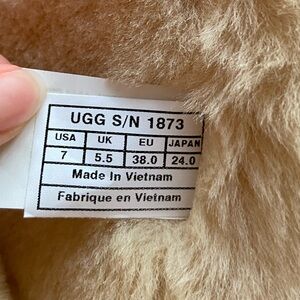 UGG S/N 1873
USA UK EU JAPAN
7 5.5 38.0 24.0
Made In Vietnam
Fabrique en Vietnam